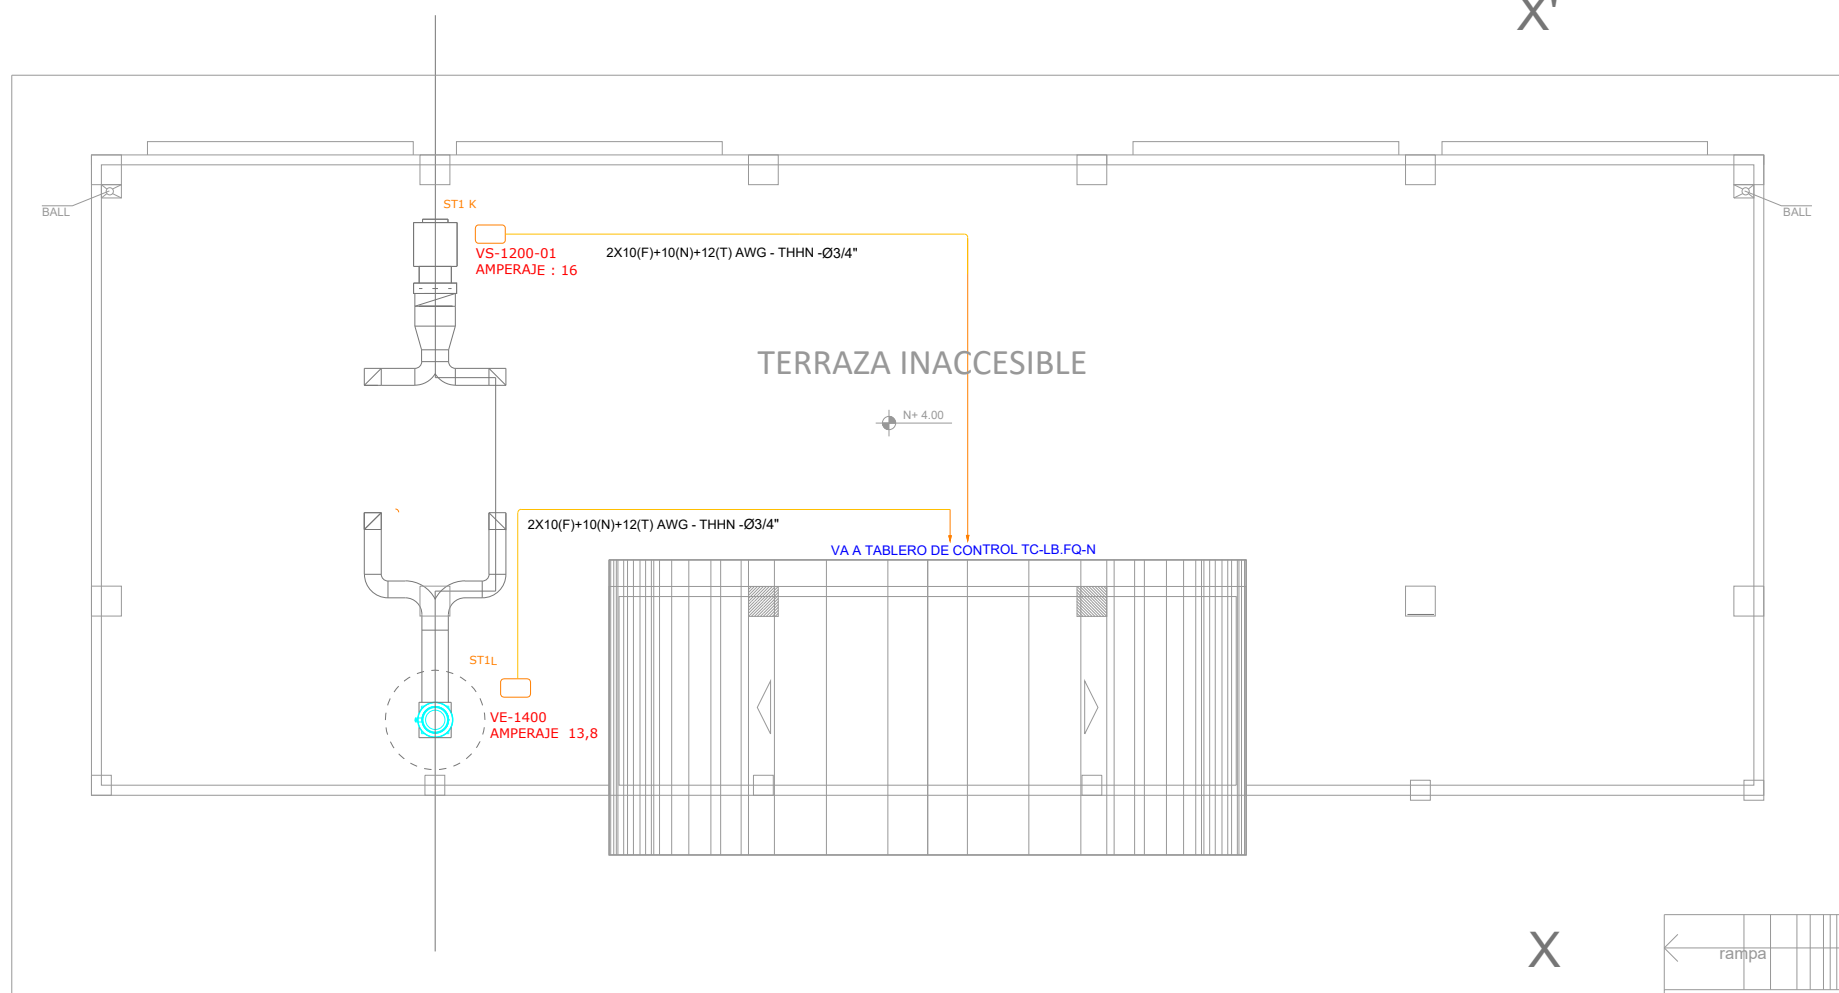 X'
BALL
BALL
ST1 K
VS-1200-01
AMPERAJE : 16
2X10(F)+10(N)+12(T) AWG - THHN -Ø3/4"
TERRAZA INACCESIBLE
N+ 4.00
2X10(F)+10(N)+12(T) AWG - THHN -Ø3/4"
VA A TABLERO DE CONTROL TC-LB.FQ-N
ST1L
VE-1400
AMPERAJE 13,8
X
rampa